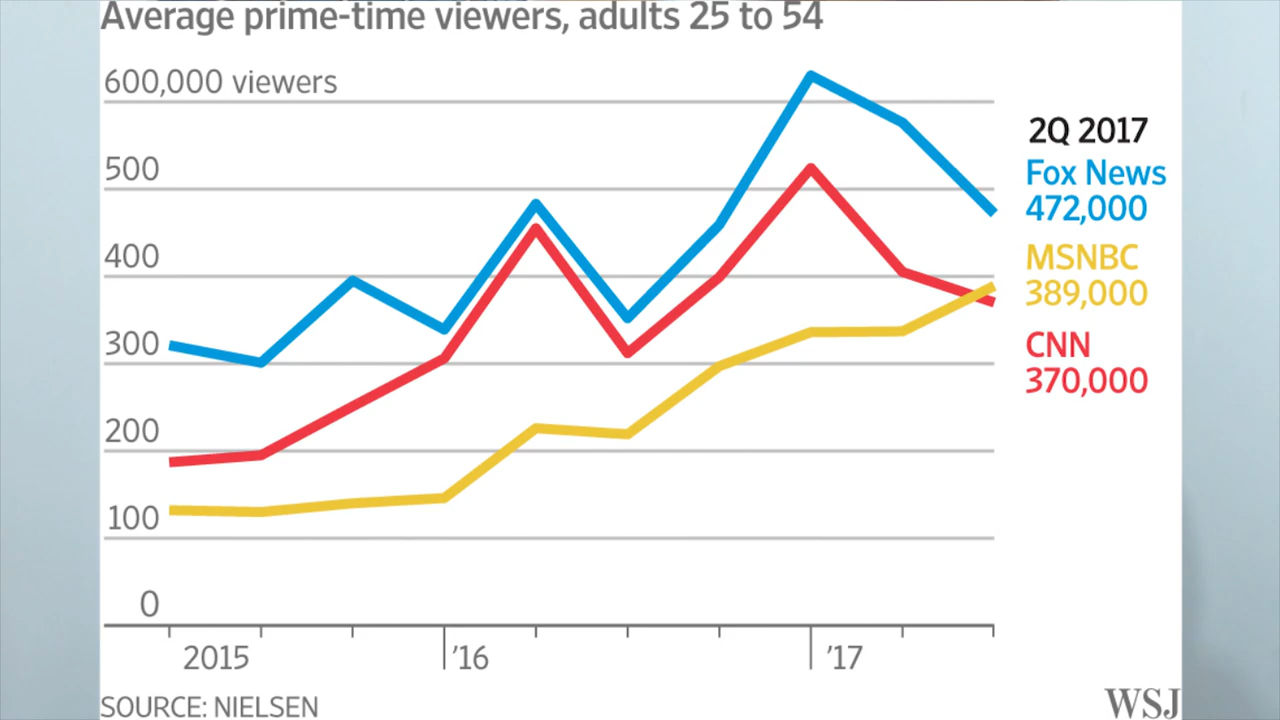 Average prime-time viewers, adults 25 to 54
600,000 viewers
500
400
300
200
100
0
2015
’16
’17
2Q 2017
Fox News
472,000
MSNBC
389,000
CNN
370,000
SOURCE: NIELSEN
WSJ